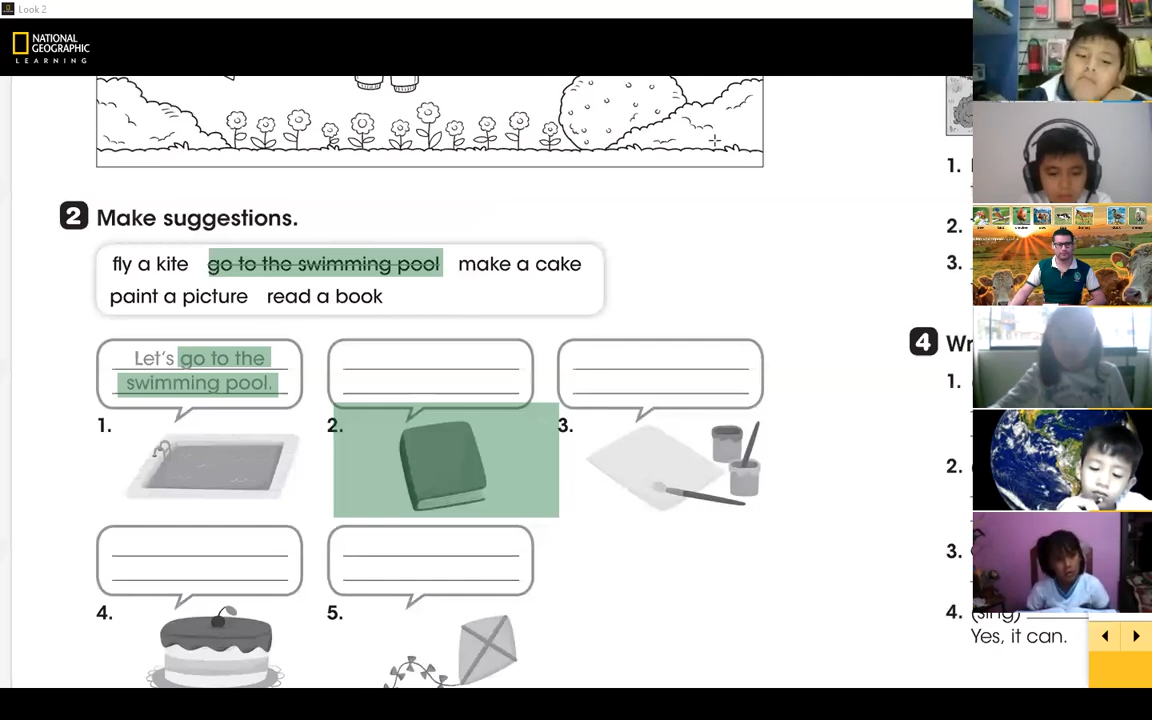 Look 2
NATIONAL
GEOGRAPHIC
LEARNING
2 Make suggestions.
fly a kite go to the swimming pool make a cake
paint a picture read a book
Let's go to the
swimming pool.
1.
2.
3.
4.
5.
1.
2.
3.
4 Wr
1.
2.
3.
4. (sing)
Yes, it can.